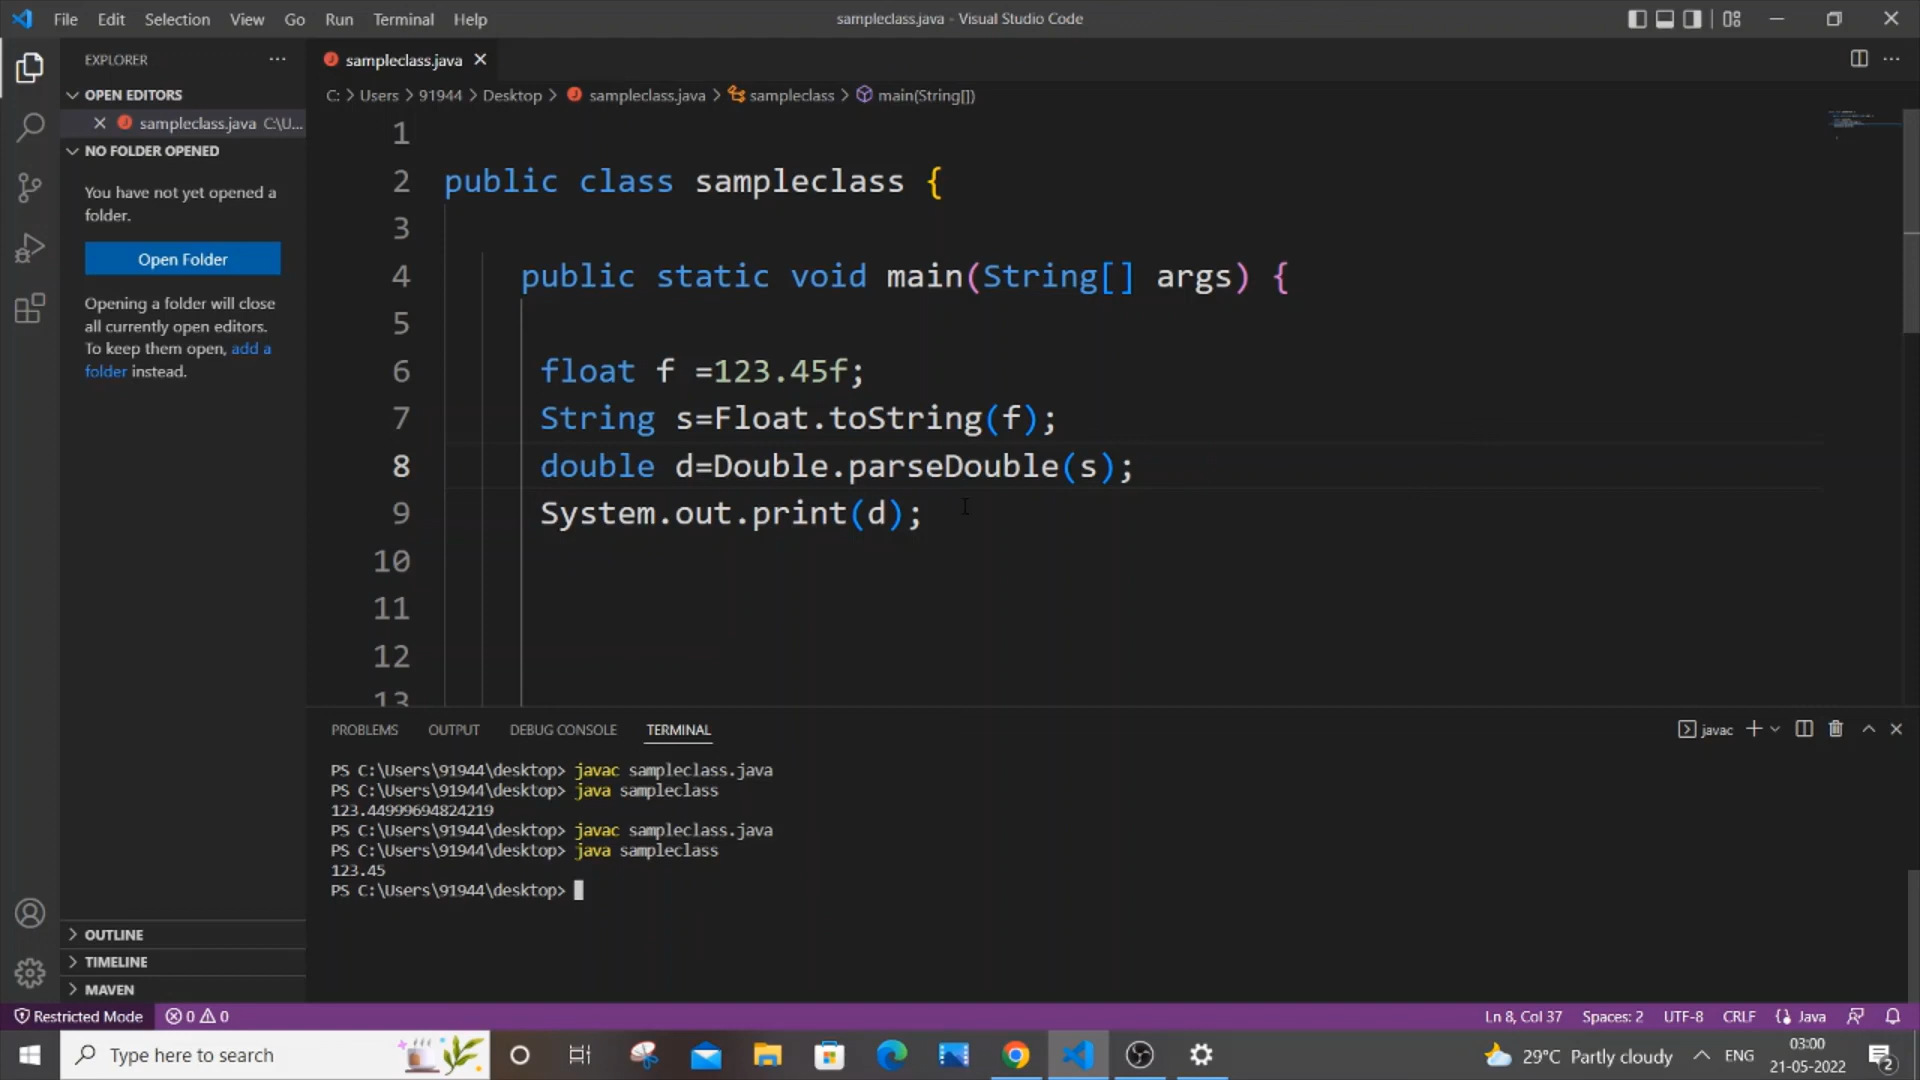 File Edit Selection View Go Run Terminal Help
sampleclass.java - Visual Studio Code
EXPLORER
sampleclass.java
OPEN EDITORS
sampleclass.java C:\U...
NO FOLDER OPENED
You have not yet opened a
folder.
Open Folder
Opening a folder will close
all currently open editors.
To keep them open, add a
folder instead.
OUTLINE
TIMELINE
MAVEN
C: > Users > 91944 > Desktop > sampleclass.java > sampleclass > main(String[])
1
2 public class sampleclass {
3
4 public static void main(String[] args) {
5
6 float f =123.45f;
7 String s=Float.toString(f);
8 double d=Double.parseDouble(s);
9 System.out.print(d);
10
11
12
13
PROBLEMS OUTPUT DEBUG CONSOLE TERMINAL
javac
PS C:\Users\91944\desktop> javac sampleclass.java
PS C:\Users\91944\desktop> java sampleclass
123.44999694824219
PS C:\Users\91944\desktop> javac sampleclass.java
PS C:\Users\91944\desktop> java sampleclass
123.45
PS C:\Users\91944\desktop>
Restricted Mode 0 0
Ln 8, Col 37 Spaces: 2 UTF-8 CRLF Java
Type here to search
29°C Partly cloudy ENG
03:00
21-05-2022
2